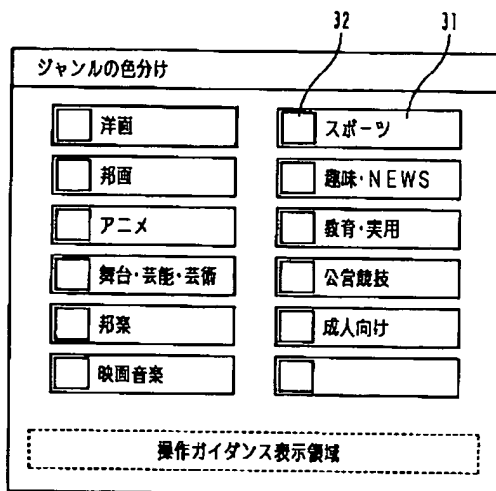 32 31
ジャンルの色分け
洋画 スポーツ
邦画 趣味・NEWS
アニメ 教育・実用
舞台・芸能・芸術 公営競技
邦楽 成人向け
映画音楽
操作ガイダンス表示領域